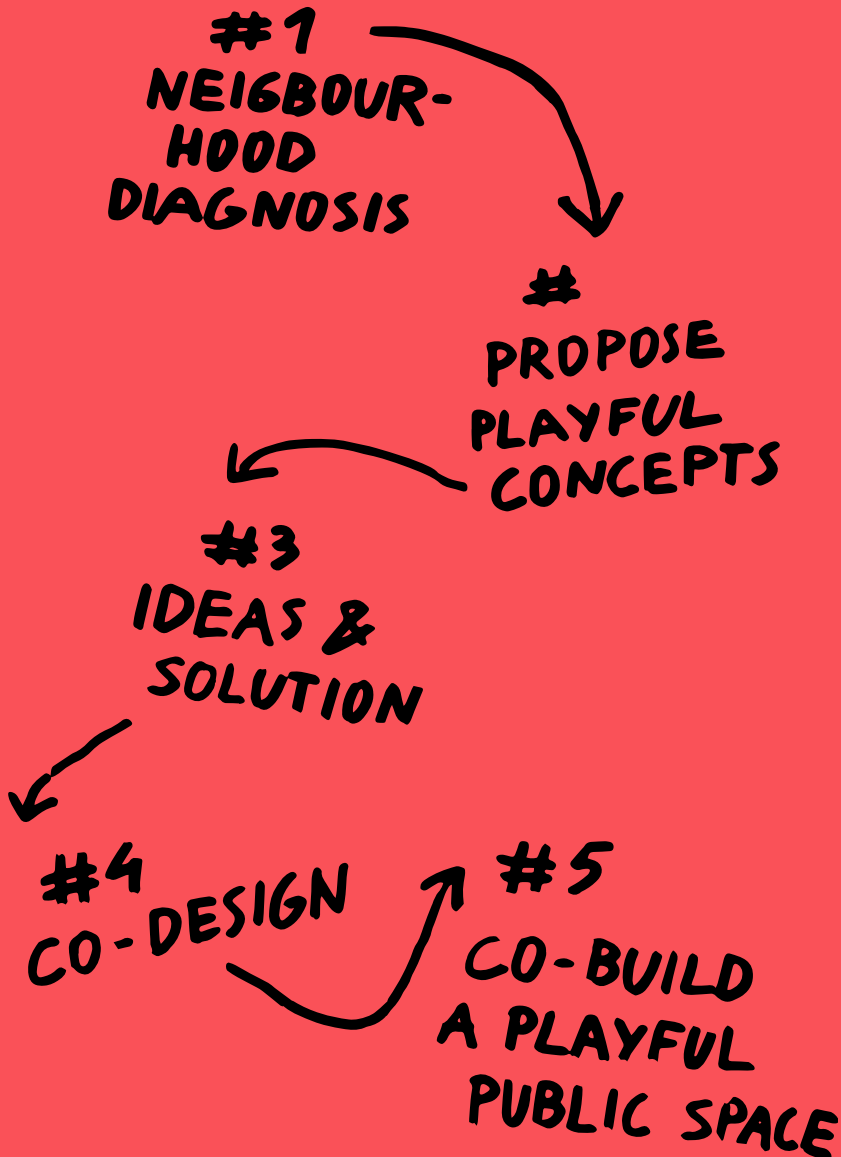 #1
NEIGBOUR-
HOOD
DIAGNOSIS
#
PROPOSE
PLAYFUL
CONCEPTS
#3
IDEAS &
SOLUTION
#4
CO-DESIGN
#5
CO-BUILD
A PLAYFUL
PUBLIC SPACE